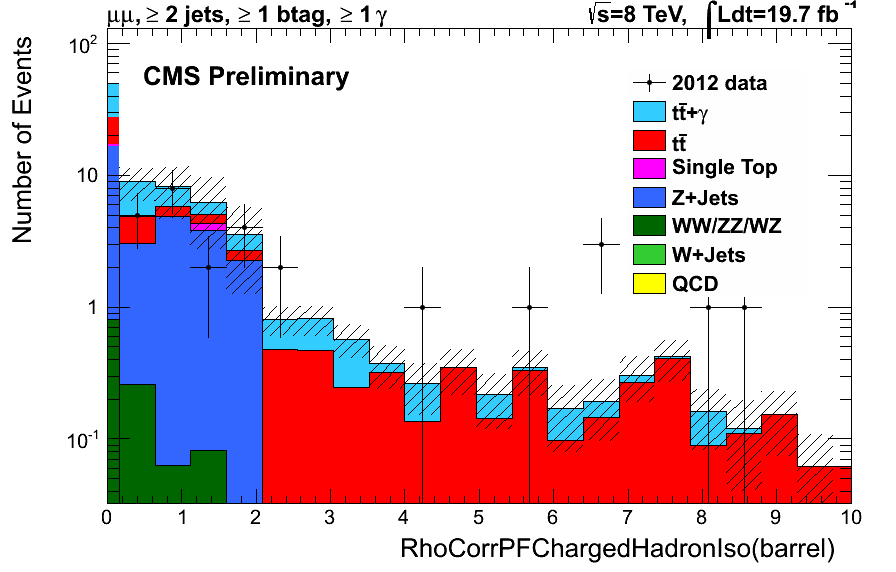 μμ, ≥ 2 jets, ≥ 1 btag, ≥ 1 γ
√s=8 TeV, ∫Ldt=19.7 fb⁻¹
CMS Preliminary
2012 data
tt̄+γ
tt̄
Single Top
Z+Jets
WW/ZZ/WZ
W+Jets
QCD
Number of Events
10²
10
1
10⁻¹
0 1 2 3 4 5 6 7 8 9 10
RhoCorrPFChargedHadronIso(barrel)